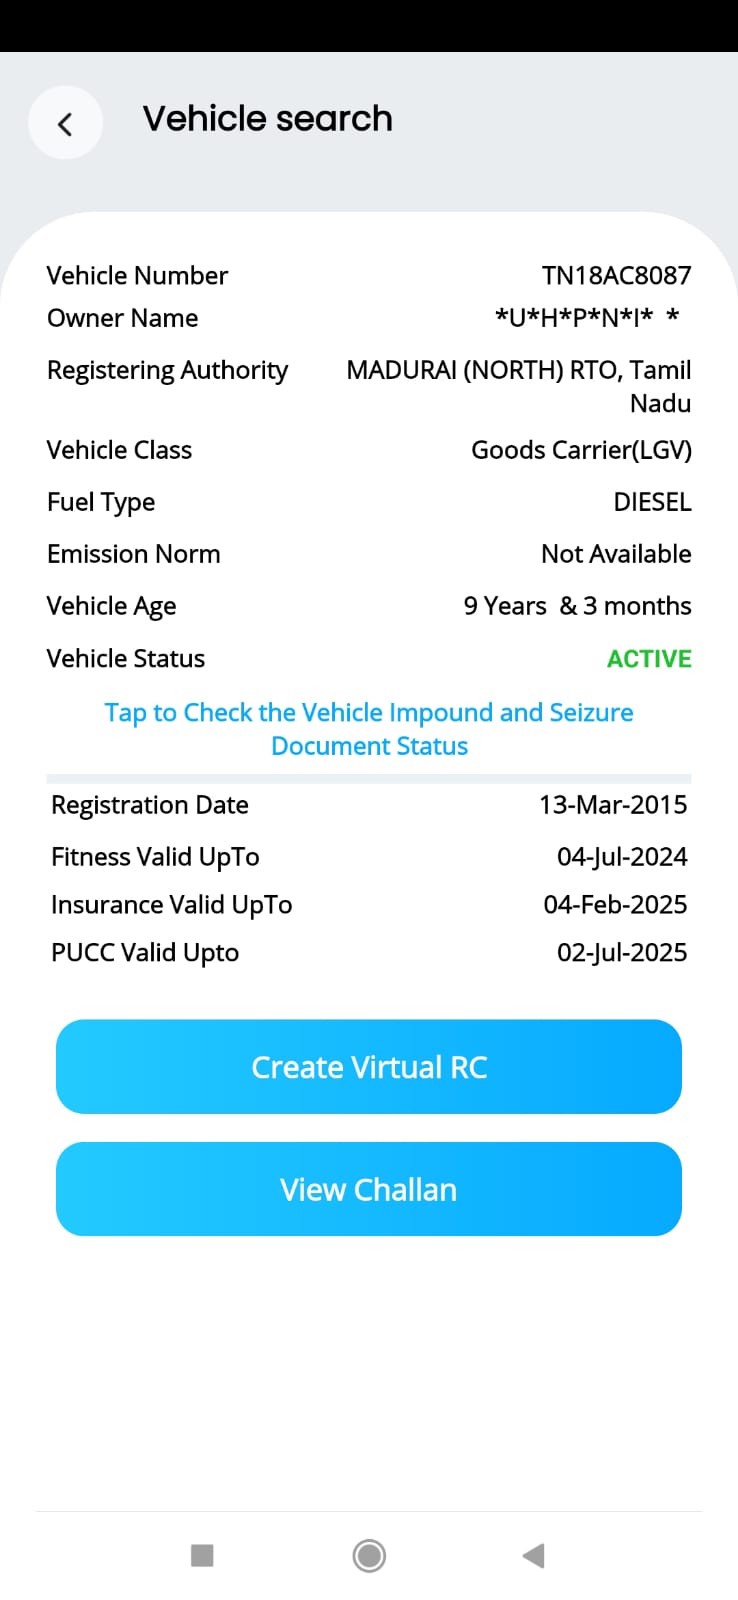 Vehicle search
Vehicle Number TN18AC8087
Owner Name *U*H*P*N*I* *
Registering Authority MADURAI (NORTH) RTO, Tamil
Nadu
Vehicle Class Goods Carrier(LGV)
Fuel Type DIESEL
Emission Norm Not Available
Vehicle Age 9 Years & 3 months
Vehicle Status ACTIVE
Tap to Check the Vehicle Impound and Seizure
Document Status
Registration Date 13-Mar-2015
Fitness Valid UpTo 04-Jul-2024
Insurance Valid UpTo 04-Feb-2025
PUCC Valid Upto 02-Jul-2025
Create Virtual RC
View Challan